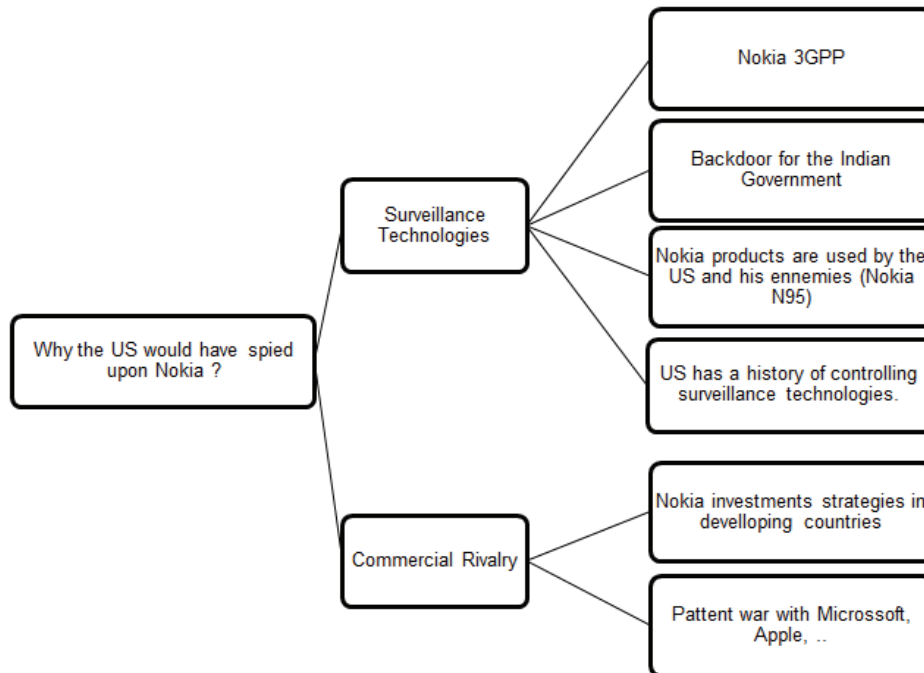 Nokia 3GPP
Backdoor for the Indian
Government
Surveillance
Technologies
Nokia products are used by the
US and his ennemies (Nokia
N95)
Why the US would have spied
upon Nokia ?
US has a history of controlling
surveillance technologies.
Nokia investments strategies in
develloping countries
Commercial Rivalry
Pattent war with Microssoft,
Apple, ..